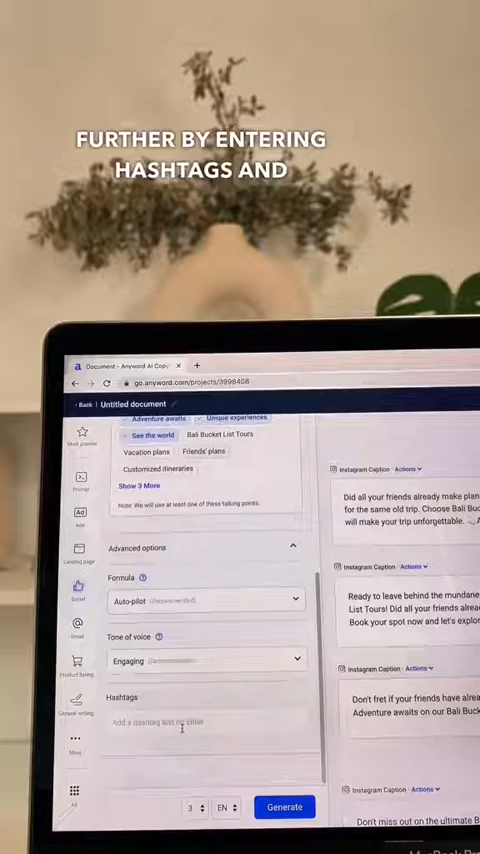 FURTHER BY ENTERING
HASHTAGS AND
Document - Anyword AI Copy
go.anyword.com/projects/3998408
Back | Untitled document
Most popular
Prompt
Ad
Ads
Landing page
Social
Email
Product listing
General writing
More
All
Adventure awaits
Unique experiences
See the world
Bali Bucket List Tours
Vacation plans
Friends' plans
Customized itineraries
Show 3 More
Note: We will use at least one of these talking points.
Advanced options
Formula
Auto-pilot (Recommended)
Tone of voice
Engaging
Hashtags
Add a hashtag and hit Enter
3
EN
Generate
Instagram Caption · Actions
Did all your friends already make plan
for the same old trip. Choose Bali Buc
will make your trip unforgettable.
Instagram Caption · Actions
Ready to leave behind the mundane
List Tours! Did all your friends alrea
Book your spot now and let's explor
Instagram Caption · Actions
Don't fret if your friends have alrea
Adventure awaits on our Bali Buck
Instagram Caption · Actions
Don't miss out on the ultimate B